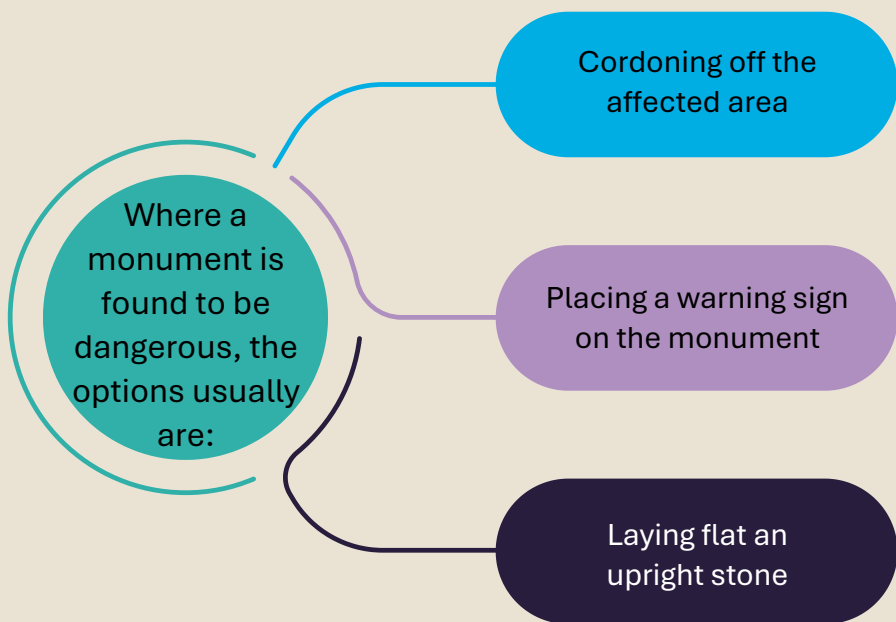 Where a
monument is
found to be
dangerous, the
options usually
are:
Cordoning off the
affected area
Placing a warning sign
on the monument
Laying flat an
upright stone